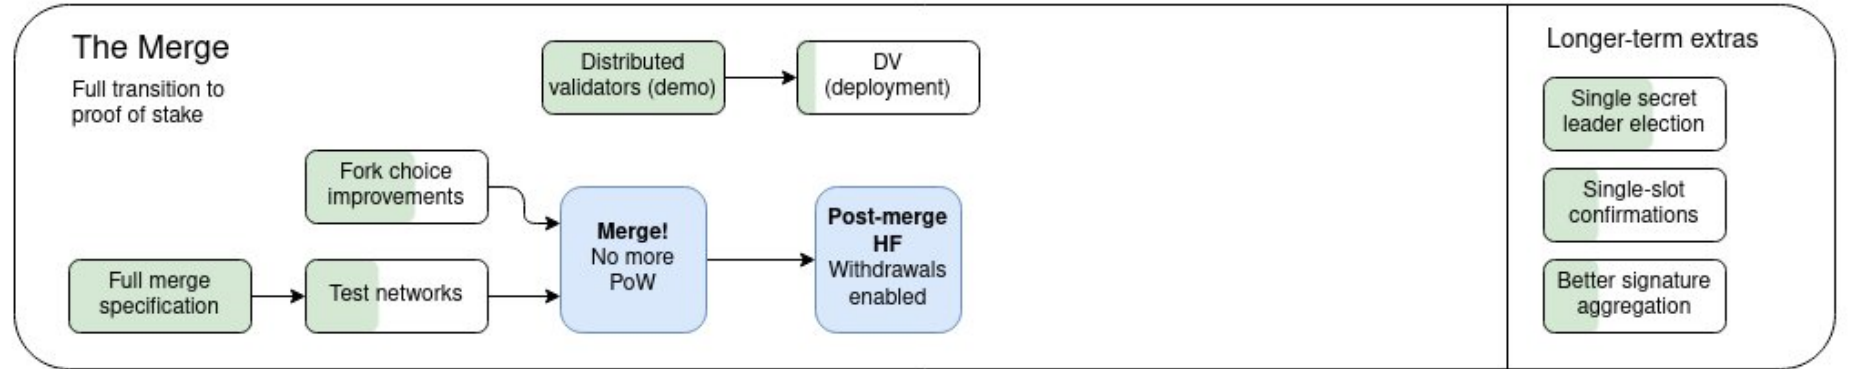 The Merge
Full transition to
proof of stake
Distributed
validators (demo)
DV
(deployment)
Fork choice
improvements
Full merge
specification
Test networks
Merge!
No more
PoW
Post-merge
HF
Withdrawals
enabled
Longer-term extras
Single secret
leader election
Single-slot
confirmations
Better signature
aggregation